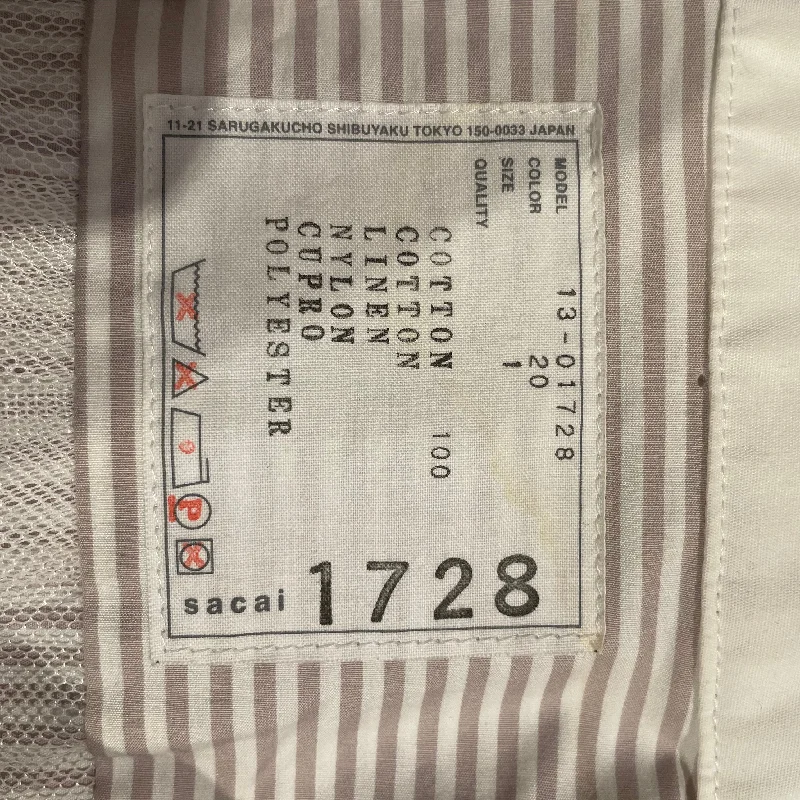 11-21 SARUGAKUCHO SHIBUYAKU TOKYO 150-0033 JAPAN
MODEL 13-01728
COLOR 20
SIZE 1
QUALITY
COTTON 100
COTTON
LINEN
NYLON
CUPRO
POLYESTER
P
sacai 1728